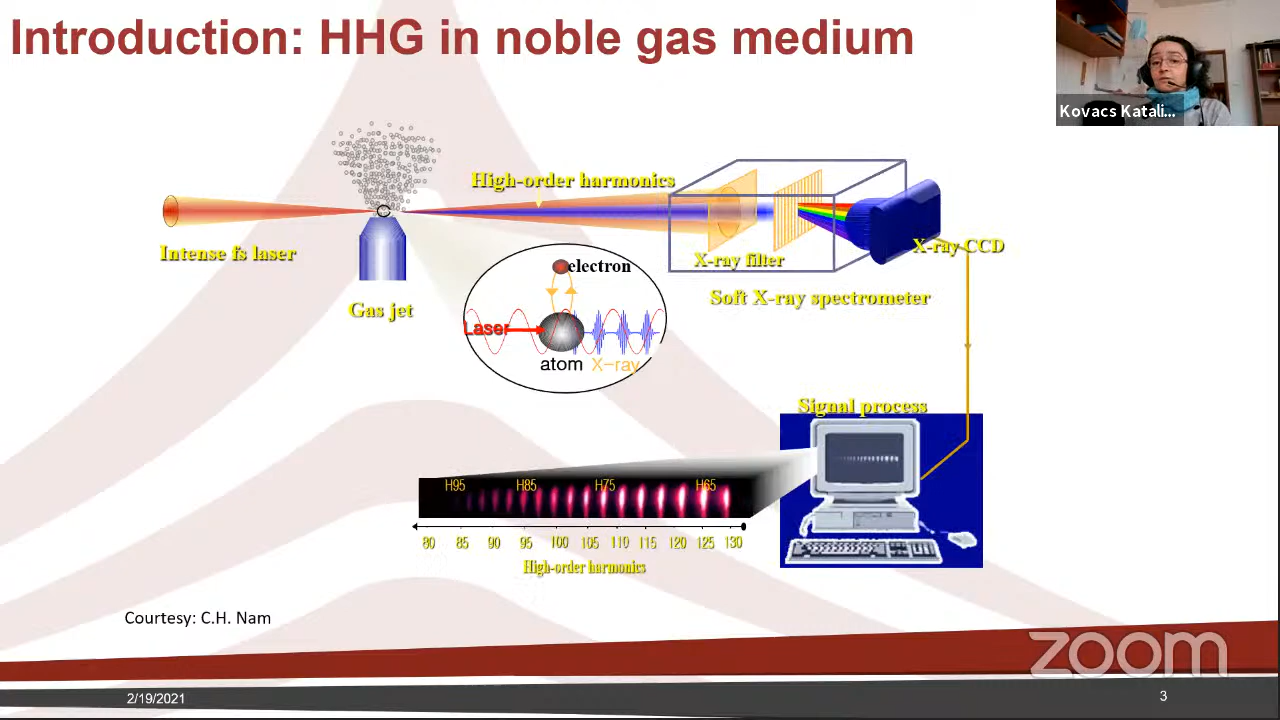 Introduction: HHG in noble gas medium
Kovacs Katali...
High-order harmonics
Intense fs laser
Gas jet
electron
Laser
atom
X-ray
X-ray filter
X-ray CCD
Soft X-ray spectrometer
Signal process
H95 H85 H75 H65
80 85 90 95 100 105 110 115 120 125 130
High-order harmonics
Courtesy: C.H. Nam
zoom
2/19/2021
3